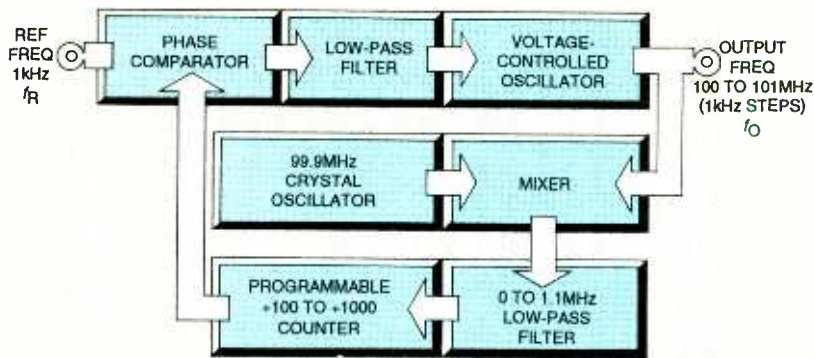 REF
FREQ
1kHz
fR
PHASE
COMPARATOR
LOW-PASS
FILTER
VOLTAGE-
CONTROLLED
OSCILLATOR
OUTPUT
FREQ
100 TO 101MHz
(1kHz STEPS)
fO
99.9MHz
CRYSTAL
OSCILLATOR
MIXER
PROGRAMMABLE
+100 TO +1000
COUNTER
0 TO 1.1MHz
LOW-PASS
FILTER